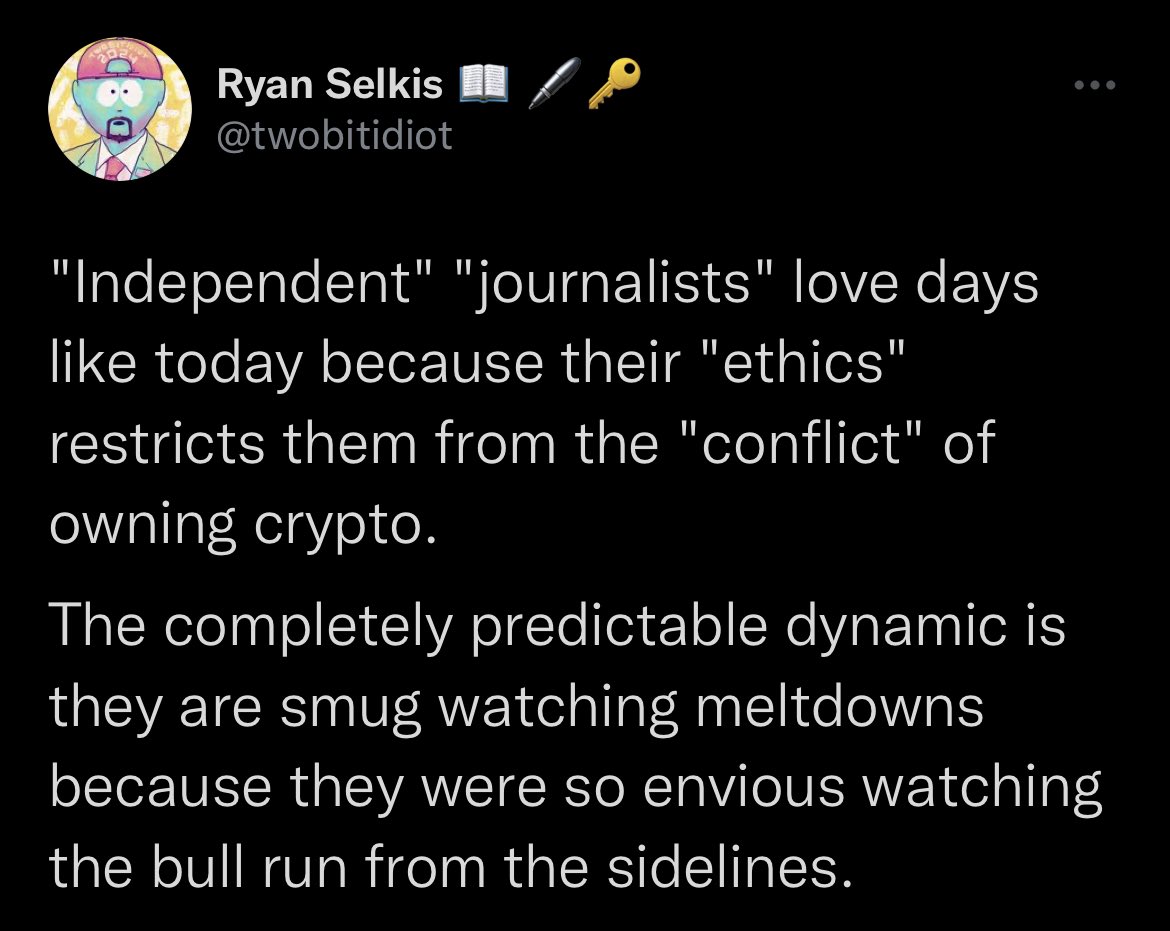 Ryan Selkis 📖 🖋️ 🔑
@twobitidiot
"Independent" "journalists" love days
like today because their "ethics"
restricts them from the "conflict" of
owning crypto.
The completely predictable dynamic is
they are smug watching meltdowns
because they were so envious watching
the bull run from the sidelines.